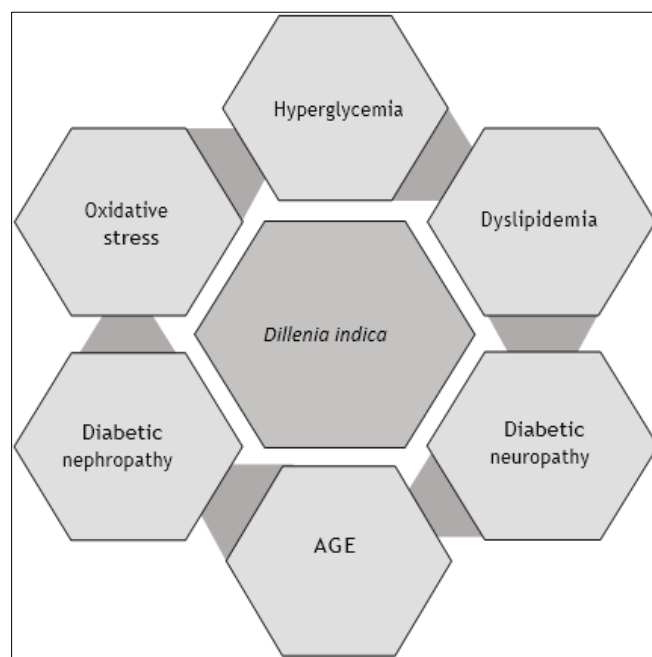 Hyperglycemia
Oxidative
stress
Dyslipidemia
Dillenia indica
Diabetic
nephropathy
Diabetic
neuropathy
AGE